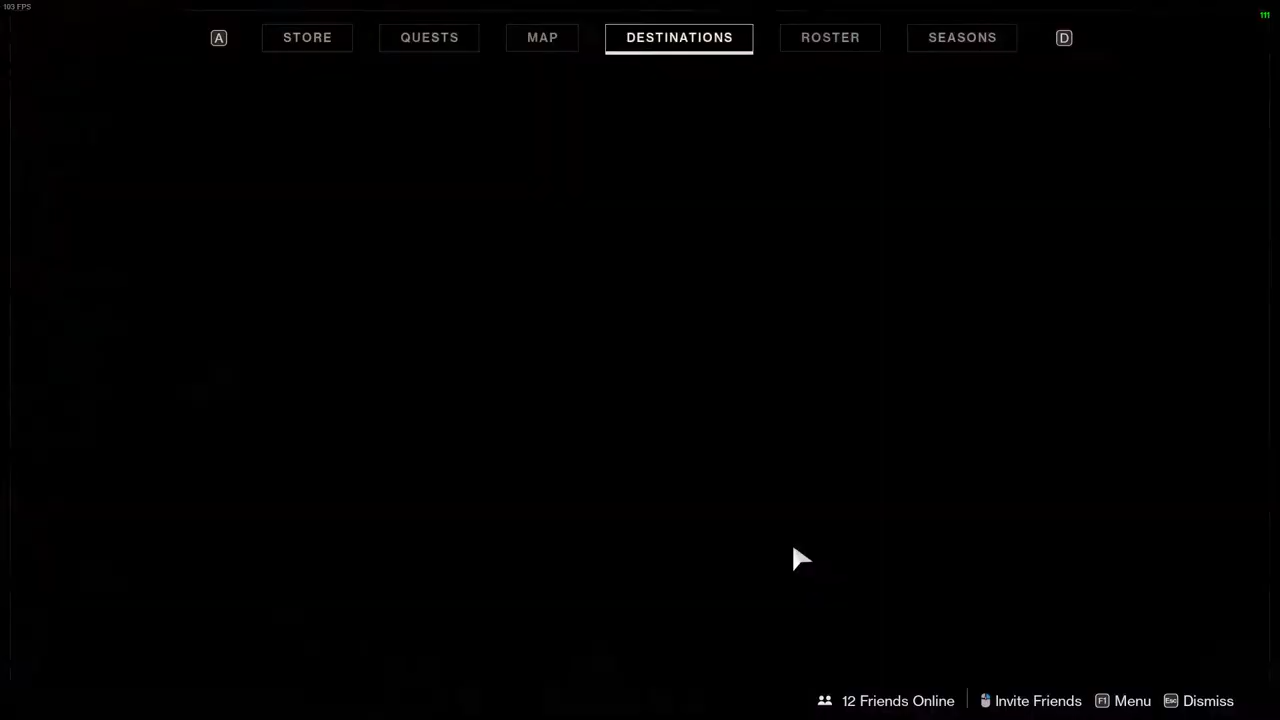 103 FPS
111
A STORE QUESTS MAP DESTINATIONS ROSTER SEASONS D
12 Friends Online Invite Friends F1 Menu Esc Dismiss